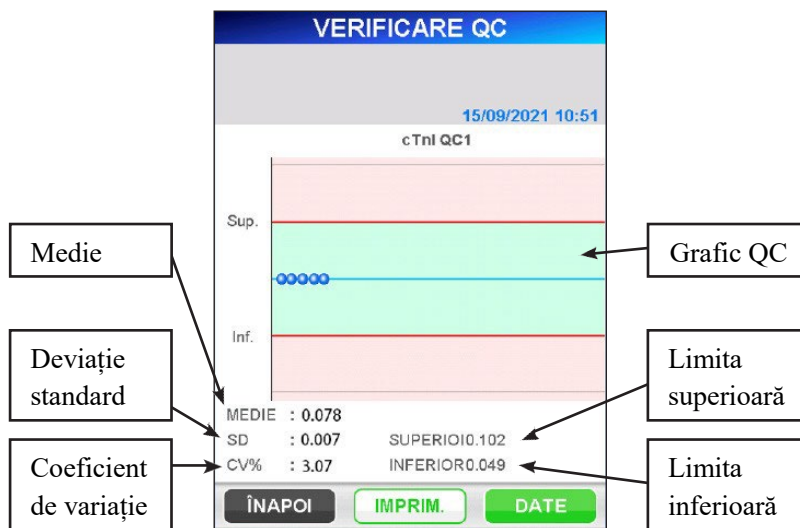 VERIFICARE QC
15/09/2021 10:51
cTnI QC1
Sup.
Medie
Grafic QC
Inf.
Deviație
standard
Limita
superioară
MEDIE : 0.078
SD : 0.007 SUPERIOI0.102
CV% : 3.07 INFERIOR0.049
Coeficient
de variație
Limita
inferioară
ÎNAPOI IMPRIM. DATE